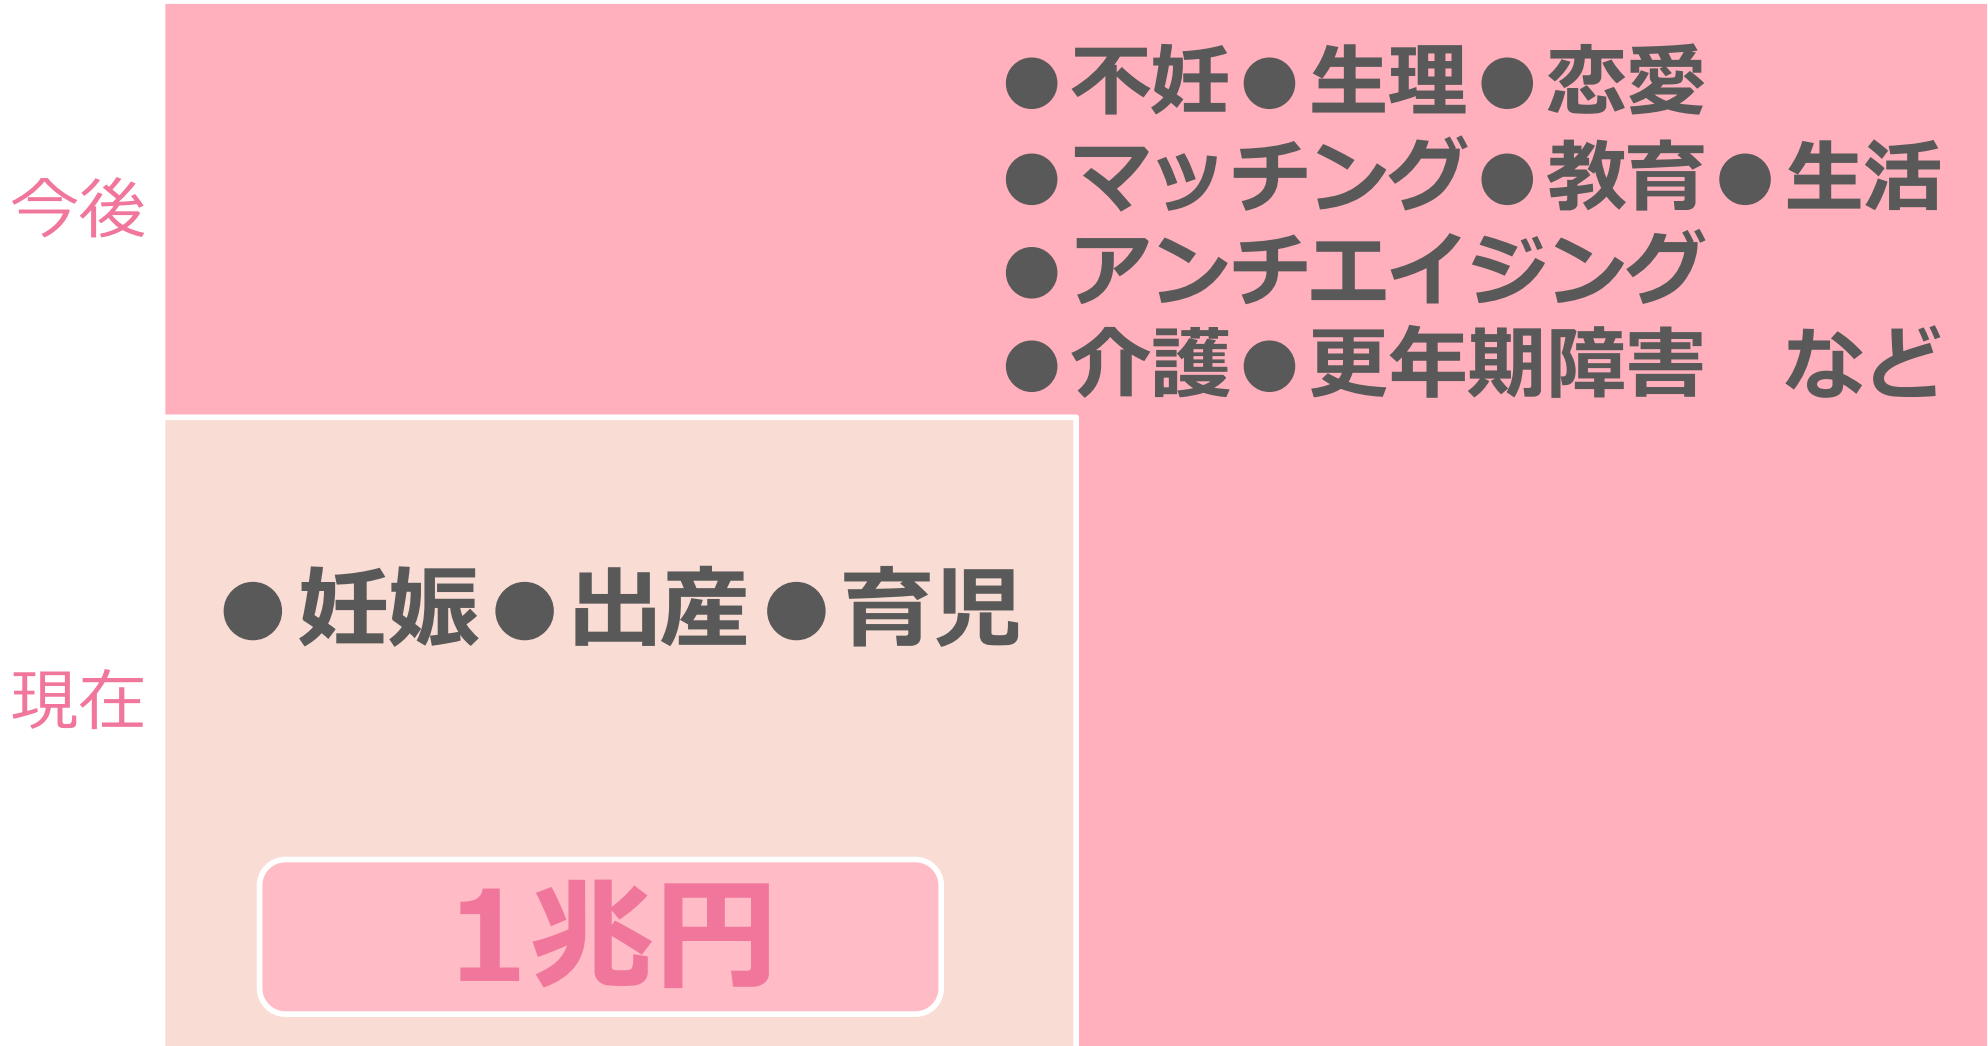 今後
●不妊●生理●恋愛
●マッチング●教育●生活
●アンチエイジング
●介護●更年期障害　など
現在
●妊娠●出産●育児
1兆円